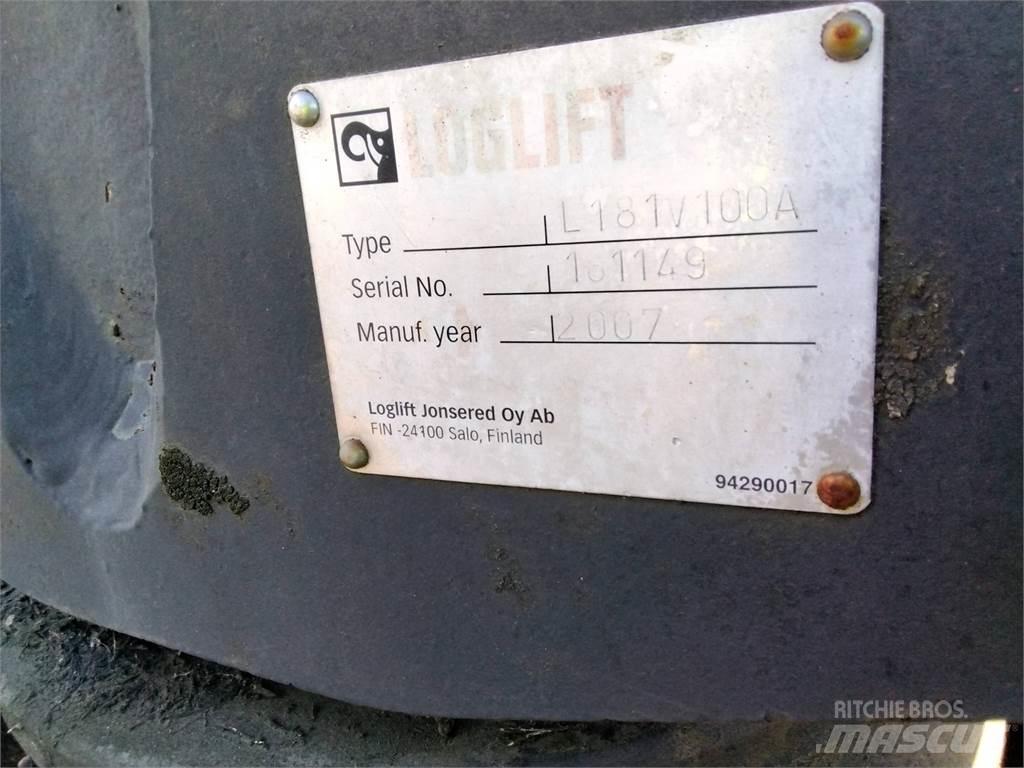 LOGLIFT
Type L181V100A
Serial No. 181149
Manuf. year 2007
Loglift Jonsered Oy Ab
FIN -24100 Salo, Finland
94290017
RITCHIE BROS.
MASCUS